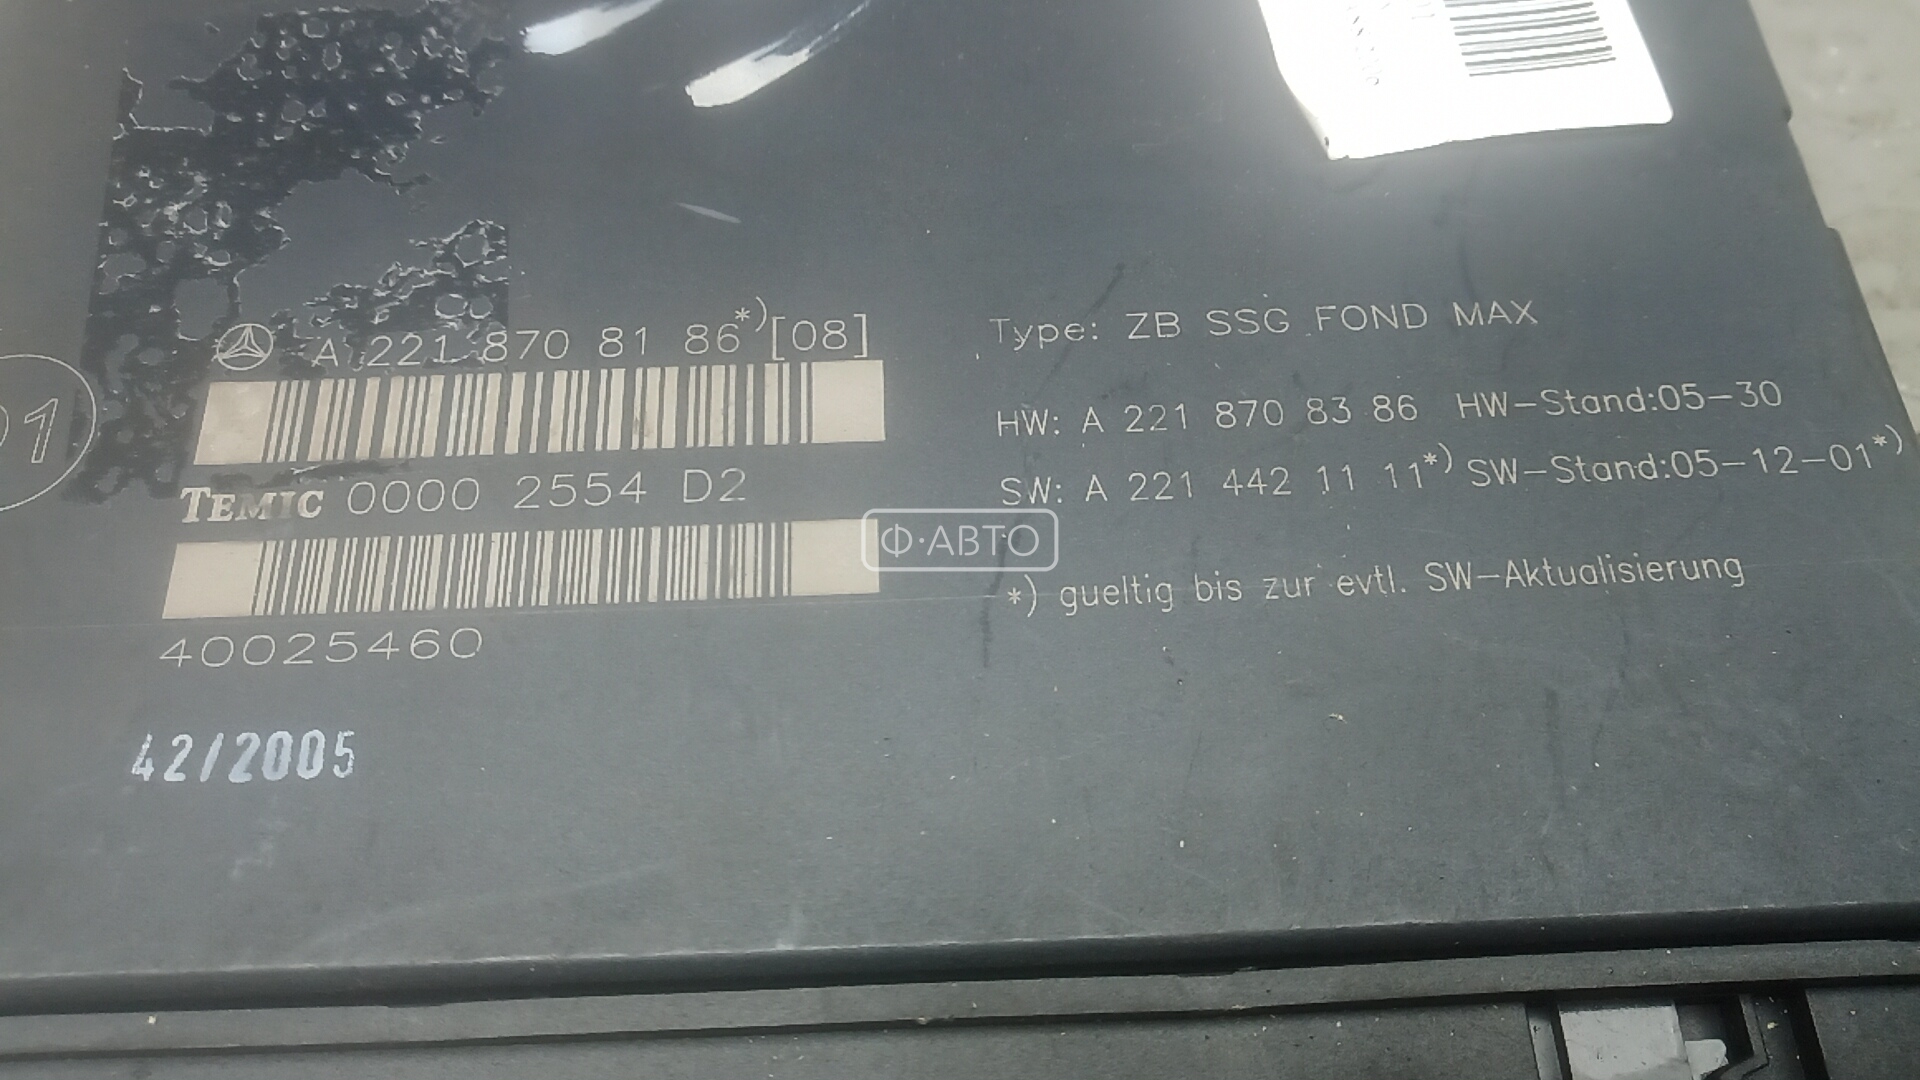 A 221 870 81 86*)[08]
TEMIC 0000 2554 D2
40025460
42/2005
Type: ZB SSG FOND MAX
HW: A 221 870 83 86 HW-Stand:05-30
SW: A 221 442 11 11*) SW-Stand:05-12-01*)
*) gueltig bis zur evtl. SW-Aktualisierung
Ф·АВТО